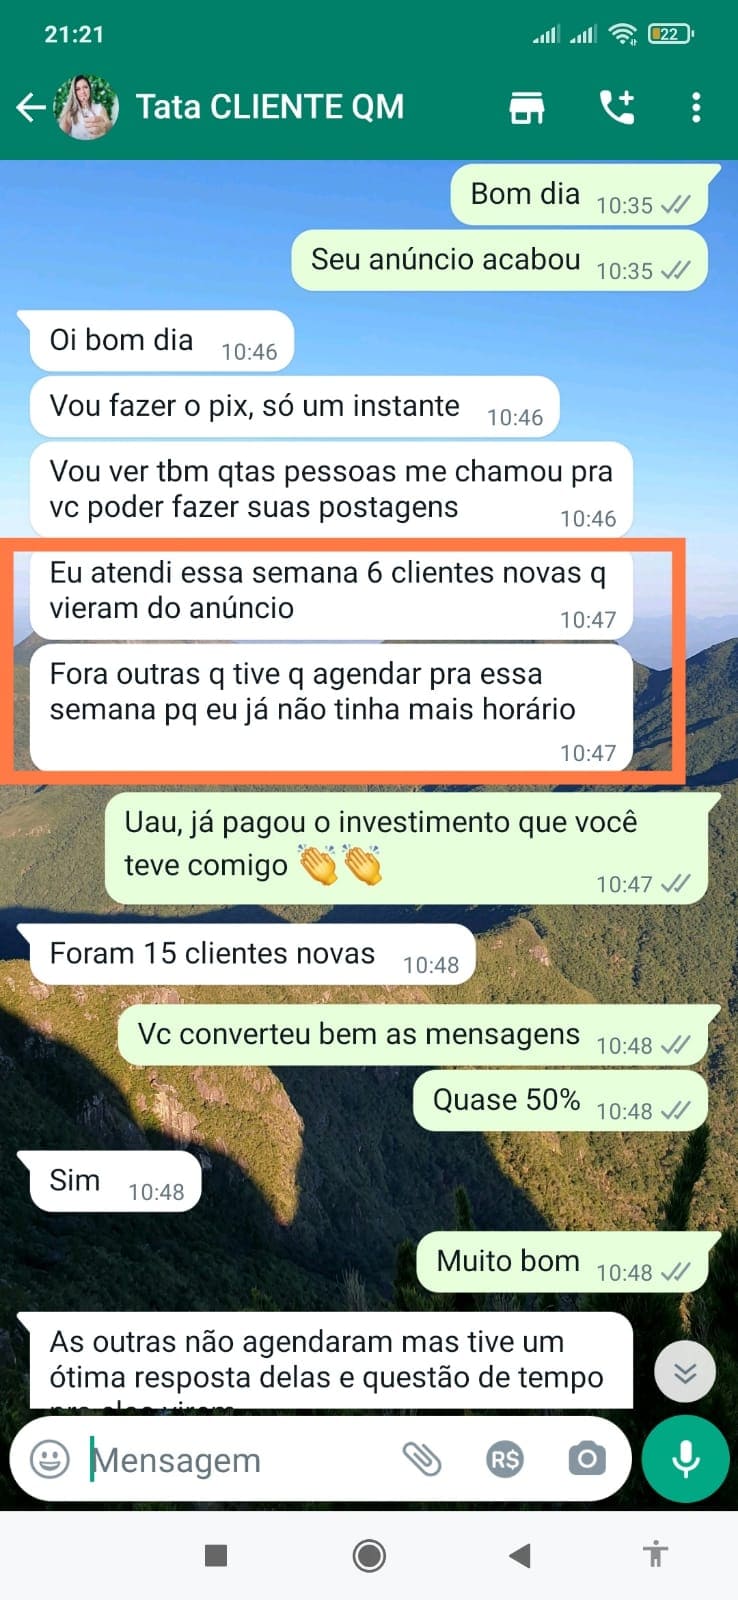 21:21
22
Tata CLIENTE QM
Bom dia 10:35
Seu anúncio acabou 10:35
Oi bom dia 10:46
Vou fazer o pix, só um instante 10:46
Vou ver tbm qtas pessoas me chamou pra
vc poder fazer suas postagens 10:46
Eu atendi essa semana 6 clientes novas q
vieram do anúncio 10:47
Fora outras q tive q agendar pra essa
semana pq eu já não tinha mais horário
10:47
Uau, já pagou o investimento que você
teve comigo 👏👏 10:47
Foram 15 clientes novas 10:48
Vc converteu bem as mensagens 10:48
Quase 50% 10:48
Sim 10:48
Muito bom 10:48
As outras não agendaram mas tive um
ótima resposta delas e questão de tempo
Mensagem R$